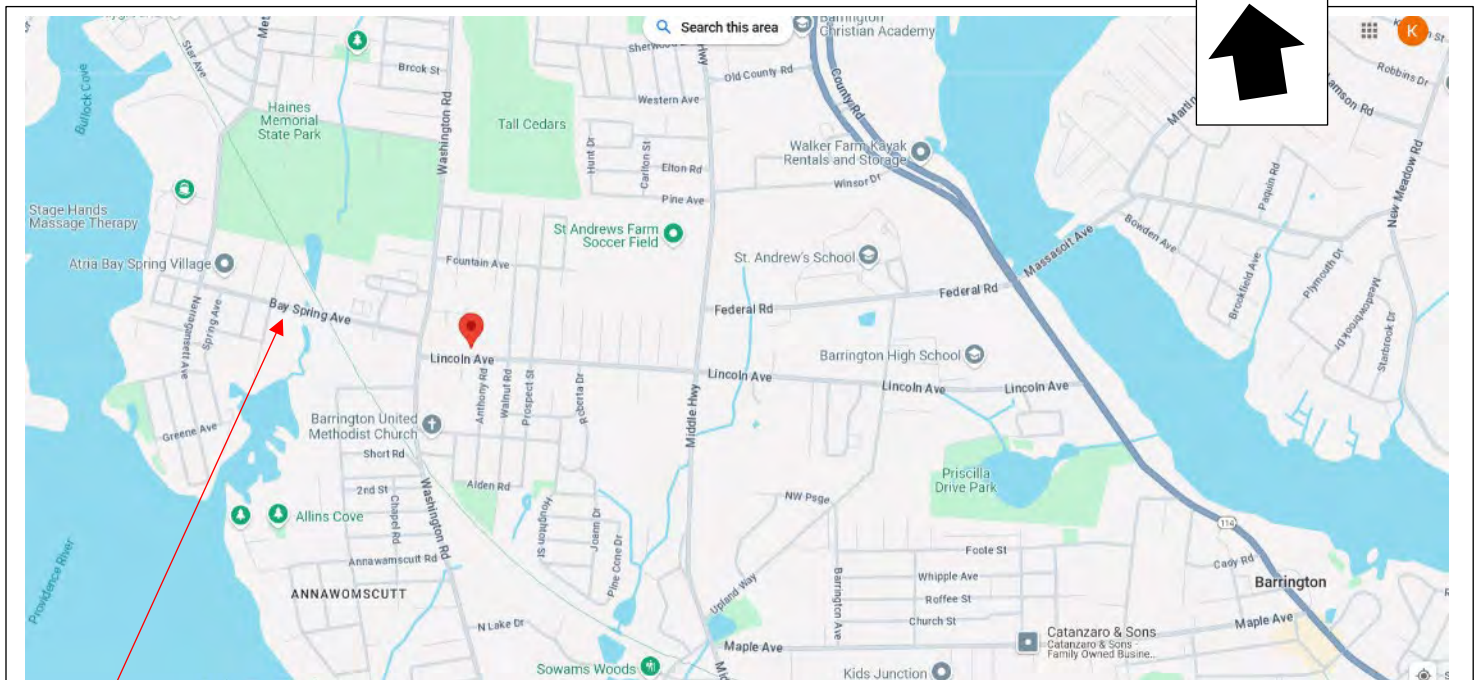 Search this area
Barrington
Christian Academy
K
Star Ave
Brook St
Old County Rd
County Rd
Robbins Dr
Bullock Cove
Haines
Memorial
State Park
Washington Rd
Tall Cedars
Western Ave
Hunt Dr
Carlton St
Elton Rd
Pine Ave
Walker Farm Kayak
Rentals and Storage
Winsor Dr
Paquin Rd
New Meadow Rd
Bowden Ave
Stage Hands
Massage Therapy
St Andrews Farm
Soccer Field
St. Andrew's School
Massasoit Ave
Plymouth Dr
Brookfield Ave
Meadowbrook Dr
Starbrook Dr
Atria Bay Spring Village
Fountain Ave
Federal Rd
Federal Rd
Narragansett Ave
Spring Ave
Bay Spring Ave
Lincoln Ave
Lincoln Ave
Lincoln Ave
Lincoln Ave
Barrington High School
Anthony Rd
Walnut Rd
Prospect St
Roberta Dr
Middle Hwy
Greene Ave
Barrington United
Methodist Church
Short Rd
2nd St
Chapel Rd
Alden Rd
Washington Rd
Houghton St
Joann Dr
Pine Cone Dr
NW Psge
Priscilla
Drive Park
114
Allins Cove
Annawamscutt Rd
ANNAWOMSCUTT
Providence River
Foote St
Cady Rd
Whipple Ave
Barrington
Upland Way
Barrington Ave
Roffee St
Church St
N Lake Dr
Maple Ave
Maple Ave
Catanzaro & Sons
Catanzaro & Sons -
Family Owned Busine...
Sowams Woods
Kids Junction